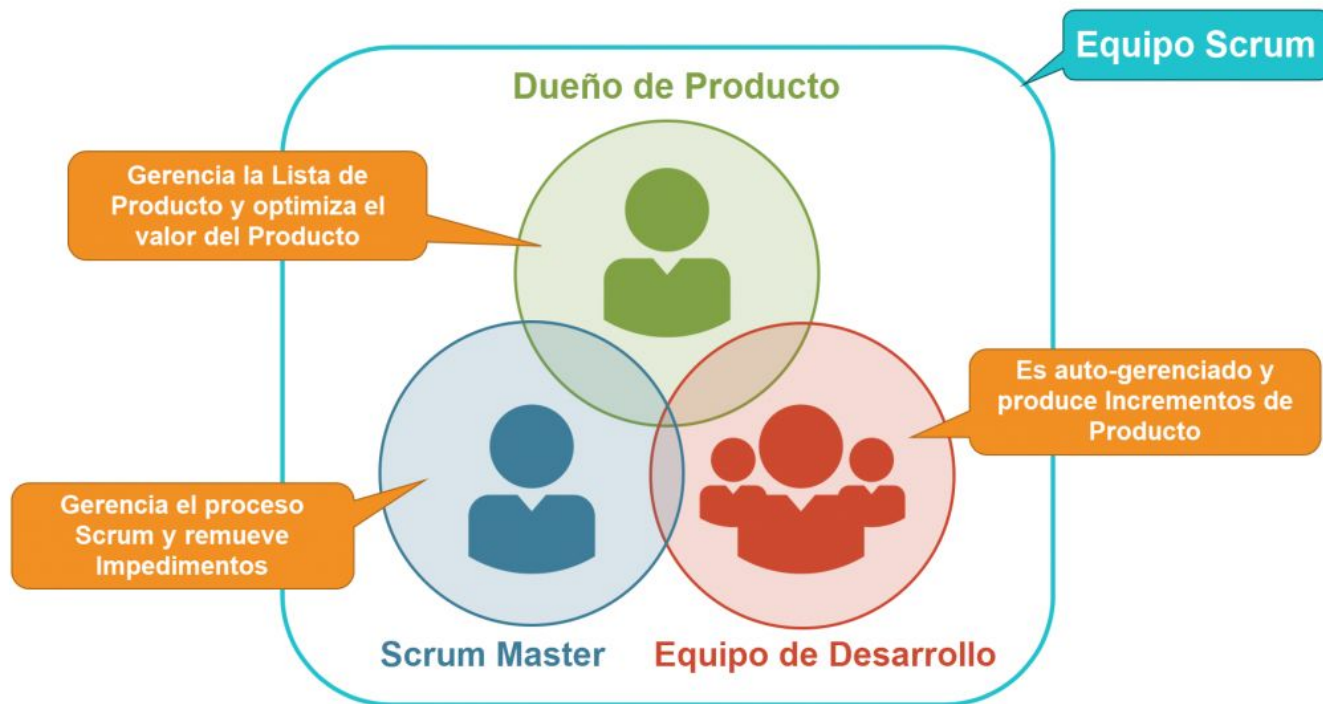 Equipo Scrum
Dueño de Producto
Gerencia la Lista de
Producto y optimiza el
valor del Producto
Es auto-gerenciado y
produce Incrementos de
Producto
Gerencia el proceso
Scrum y remueve
Impedimentos
Scrum Master
Equipo de Desarrollo